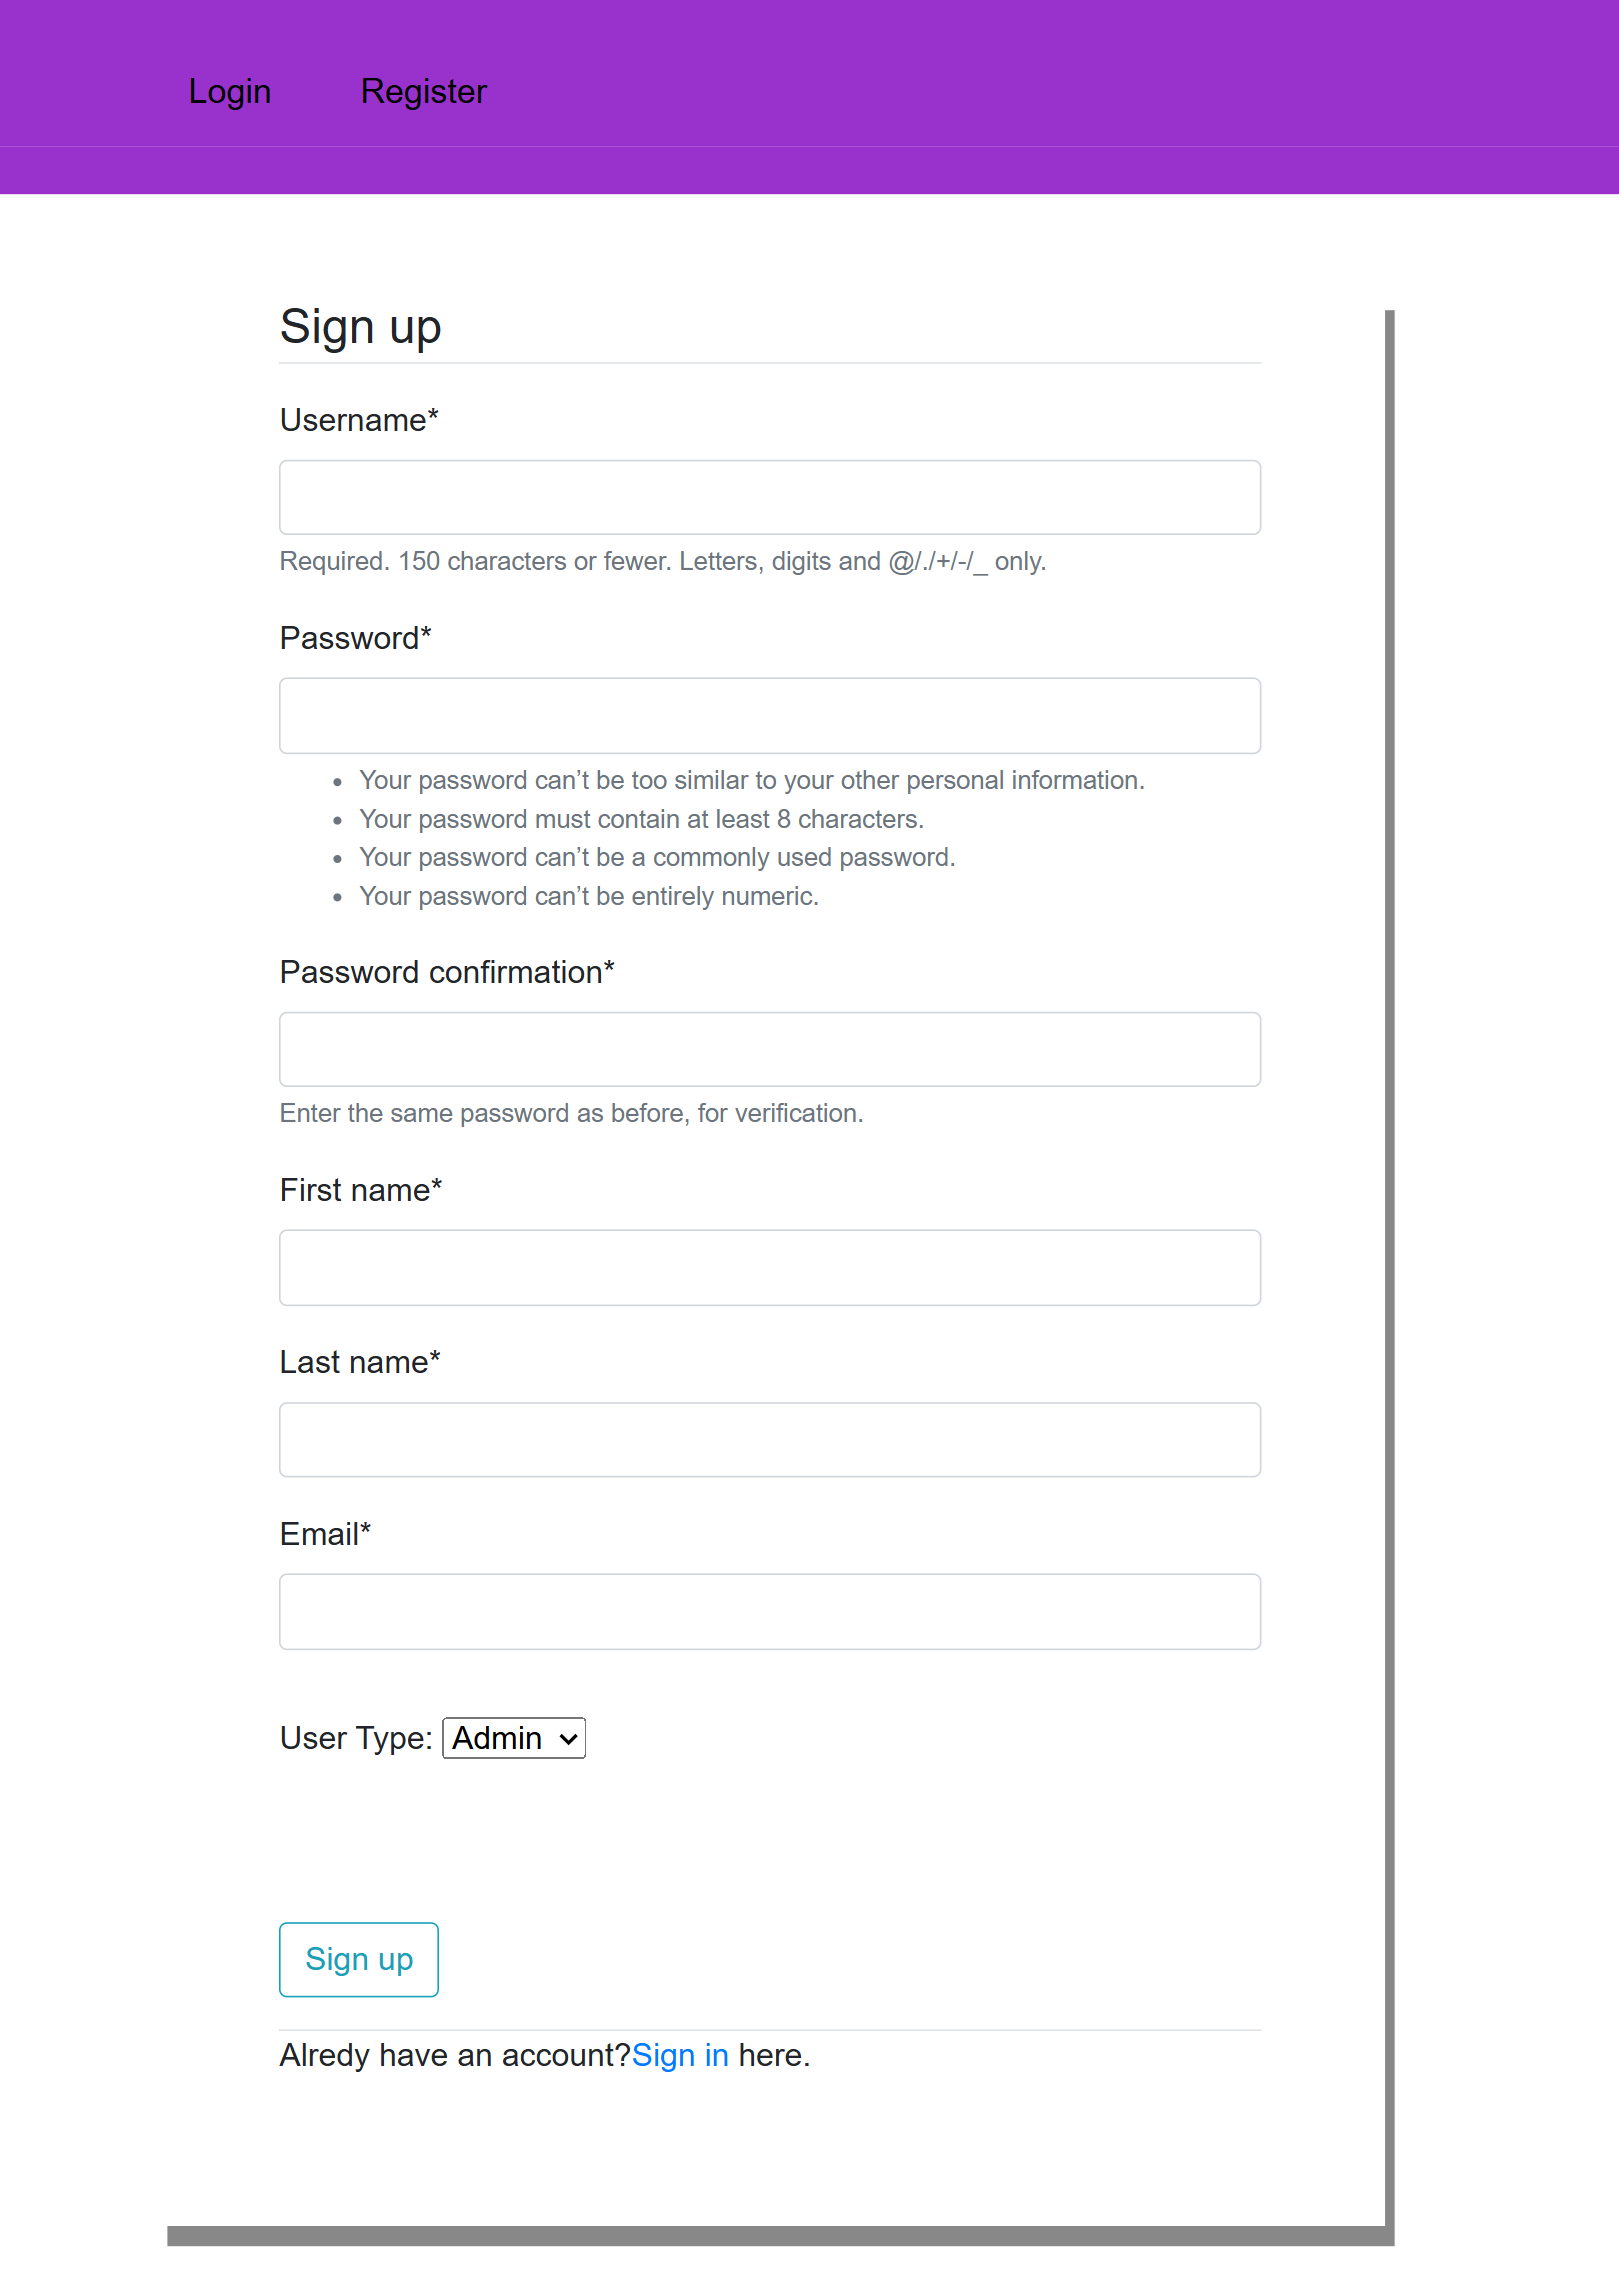 Login Register
Sign up
Username*
Required. 150 characters or fewer. Letters, digits and @/./+/-/_ only.
Password*
• Your password can’t be too similar to your other personal information.
• Your password must contain at least 8 characters.
• Your password can’t be a commonly used password.
• Your password can’t be entirely numeric.
Password confirmation*
Enter the same password as before, for verification.
First name*
Last name*
Email*
User Type: Admin
Sign up
Alredy have an account?Sign in here.